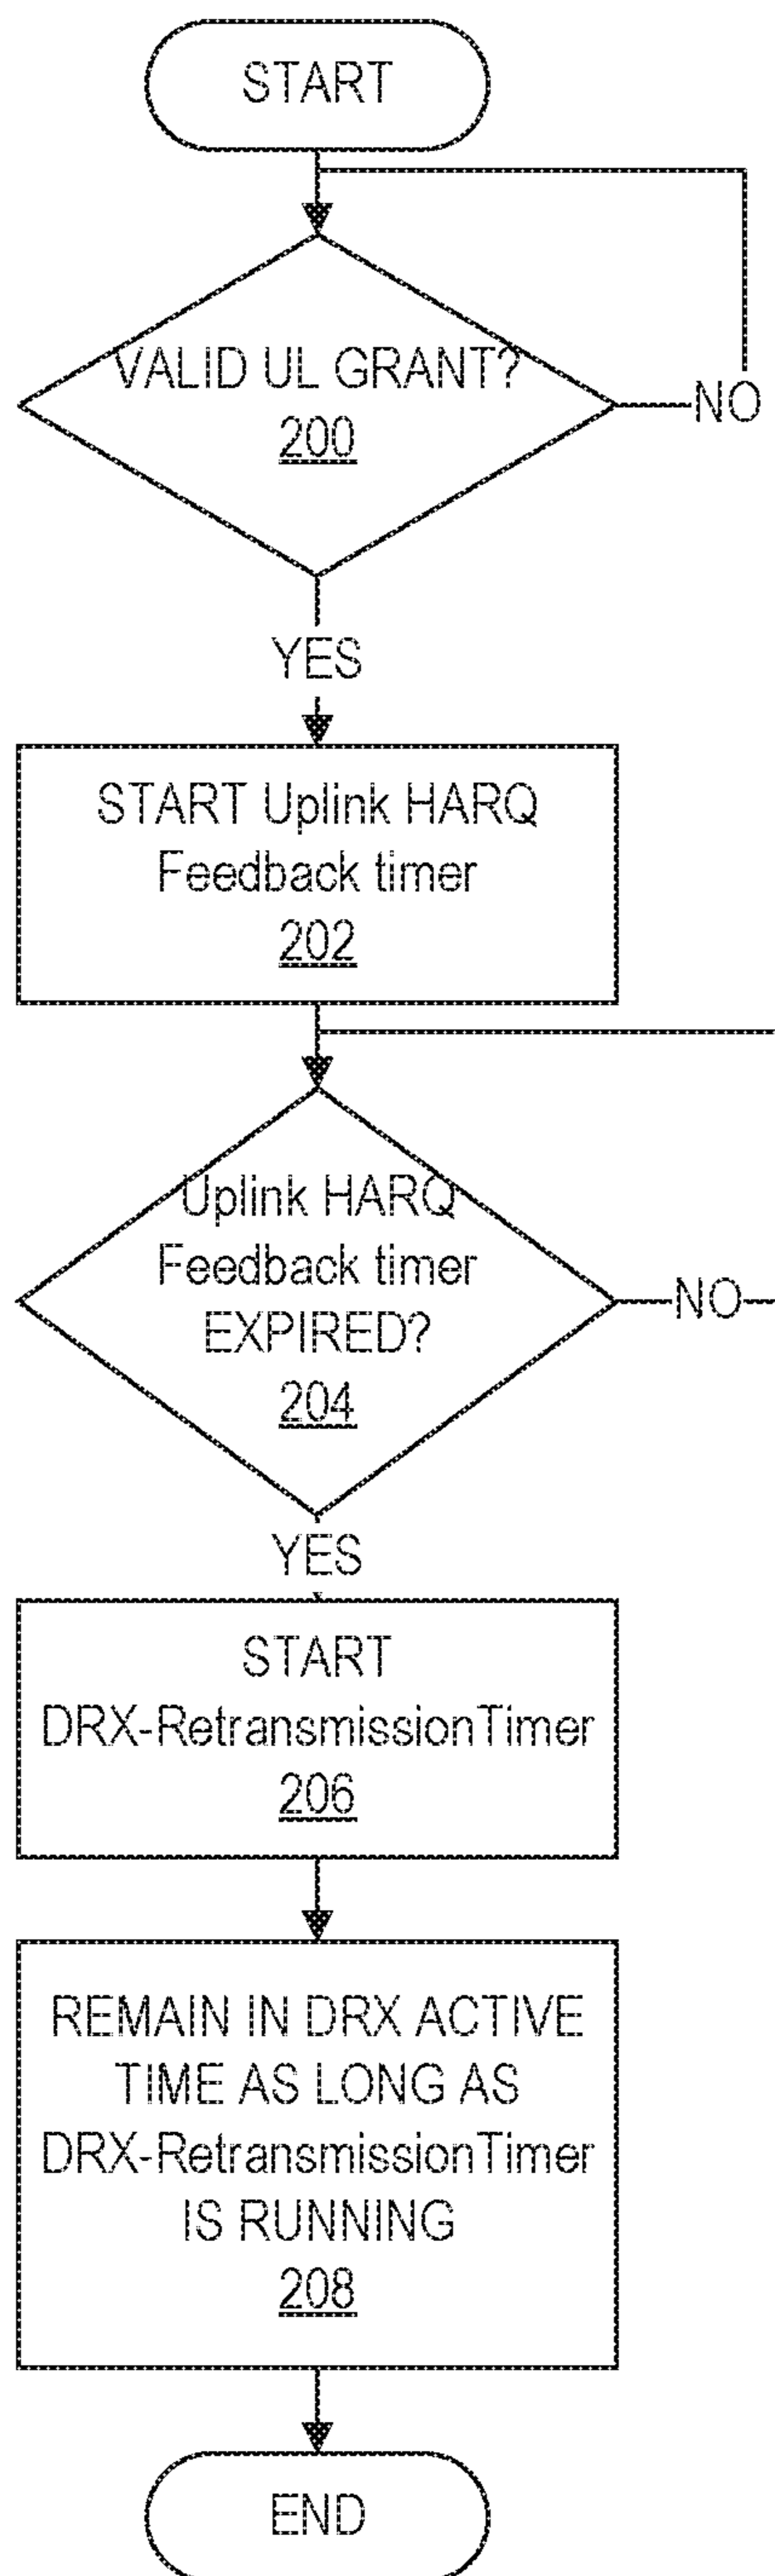 START
VALID UL GRANT?
200
NO
YES
START Uplink HARQ
Feedback timer
202
Uplink HARQ
Feedback timer
EXPIRED?
204
NO
YES
START
DRX-RetransmissionTimer
206
REMAIN IN DRX ACTIVE
TIME AS LONG AS
DRX-RetransmissionTimer
IS RUNNING
208
END